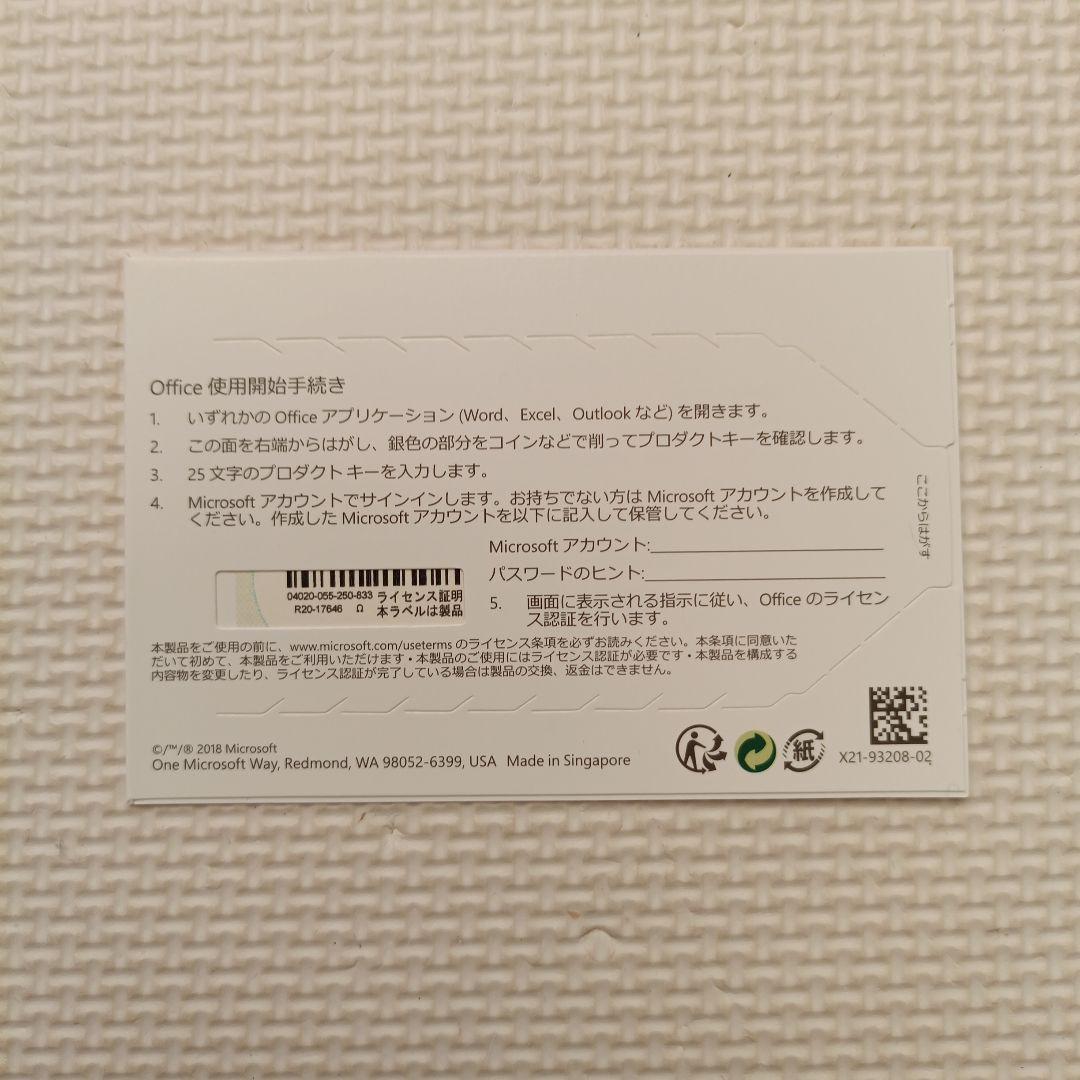 Office 使用開始手続き
1. いずれかの Office アプリケーション (Word、Excel、Outlook など) を開きます。
2. この面を右端からはがし、銀色の部分をコインなどで削ってプロダクトキーを確認します。
3. 25 文字のプロダクト キーを入力します。
4. Microsoft アカウントでサインインします。お持ちでない方は Microsoft アカウントを作成して
ください。作成した Microsoft アカウントを以下に記入して保管してください。
Microsoft アカウント:
パスワードのヒント:
5. 画面に表示される指示に従い、Office のライセン
ス認証を行います。
ここからはがす
04020-055-250-833 ライセンス証明
R20-17646 Ω 本ラベルは製品
本製品をご使用の前に、www.microsoft.com/useterms のライセンス条項を必ずお読みください。本条項に同意いた
だいて初めて、本製品をご利用いただけます・本製品のご使用にはライセンス認証が必要です・本製品を構成する
内容物を変更したり、ライセンス認証が完了している場合は製品の交換、返金はできません。
©/™/® 2018 Microsoft
One Microsoft Way, Redmond, WA 98052-6399, USA Made in Singapore
紙
X21-93208-02